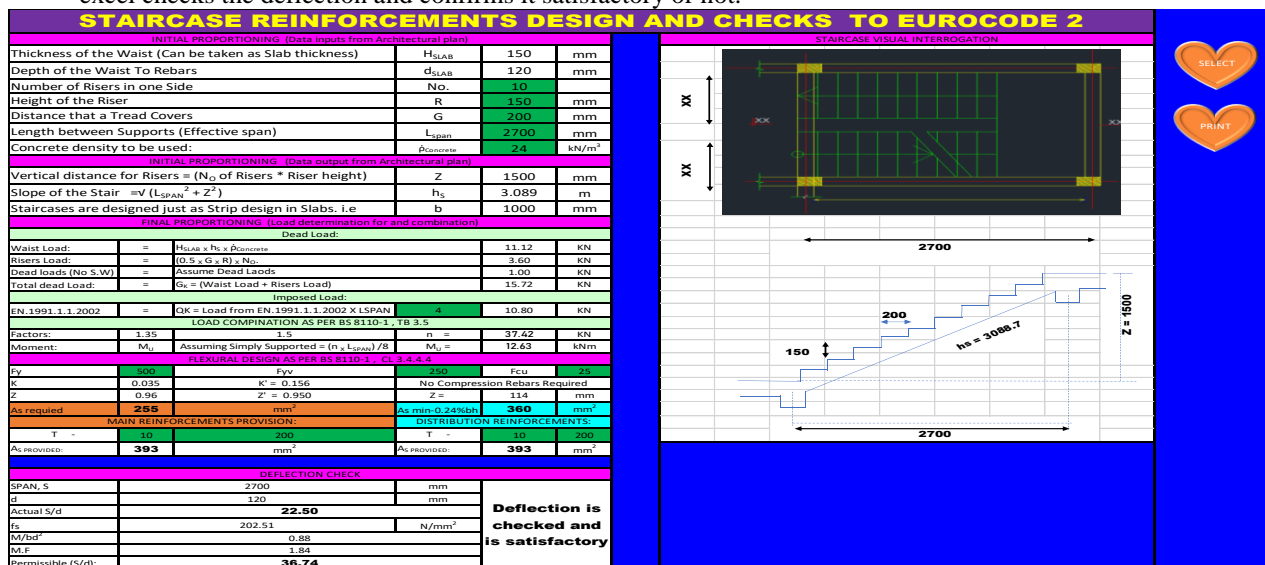 excel checks the deflection and confirms it satisfactory or not.
STAIRCASE REINFORCEMENTS DESIGN AND CHECKS TO EUROCODE 2
INITIAL PROPORTIONING (Data inputs from Architectural plan)
Thickness of the Waist (Can be taken as Slab thickness) HSLAB 150 mm
Depth of the Waist To Rebars dSLAB 120 mm
Number of Risers in one Side No. 10
Height of the Riser R 150 mm
Distance that a Tread Covers G 200 mm
Length between Supports (Effective span) Lspan 2700 mm
Concrete density to be used: ṗConcrete 24 kN/m³
INITIAL PROPORTIONING (Data output from Architectural plan)
Vertical distance for Risers = (NO of Risers * Riser height) Z 1500 mm
Slope of the Stair =√ (LSPAN² + Z²) hS 3.089 m
Staircases are designed just as Strip design in Slabs. i.e b 1000 mm
FINAL PROPORTIONING (Load determination for and combination)
Dead Load:
Waist Load: = HSLAB x hS x ṗConcrete 11.12 KN
Risers Load: = (0.5 x G x R) x NO. 3.60 KN
Dead loads (No S.W) = Assume Dead Laods 1.00 KN
Total dead Load: = GK = (Waist Load + Risers Load) 15.72 KN
Imposed Load:
EN.1991.1.1.2002 = QK = Load from EN.1991.1.1.2002 X LSPAN 4 10.80 KN
LOAD COMPINATION AS PER BS 8110-1 , TB 3.5
Factors: 1.35 1.5 n = 37.42 KN
Moment: MU Assuming Simply Supported = (n x LSPAN) /8 MU = 12.63 kNm
FLEXURAL DESIGN AS PER BS 8110-1 , CL 3.4.4.4
Fy 500 Fyv 250 Fcu 25
K 0.035 K' = 0.156 No Compression Rebars Required
Z 0.96 Z' = 0.950 Z = 114 mm
As requied 255 mm² As min-0.24%bh 360 mm²
MAIN REINFORCEMENTS PROVISION: DISTRIBUTION REINFORCEMENTS:
T - 10 200 T - 10 200
AS PROVIDED: 393 mm² AS PROVIDED: 393 mm²
DEFLECTION CHECK
SPAN, S 2700 mm
d 120 mm
Actual S/d 22.50
fs 202.51 N/mm²
M/bd² 0.88
M.F 1.84
Permissible (S/d): 36.74
Deflection is
checked and
is satisfactory
STAIRCASE VISUAL INTERROGATION
XX
XX
XX
XX
2700
200
150
hs = 3088.7
Z = 1500
2700
SELECT
PRINT